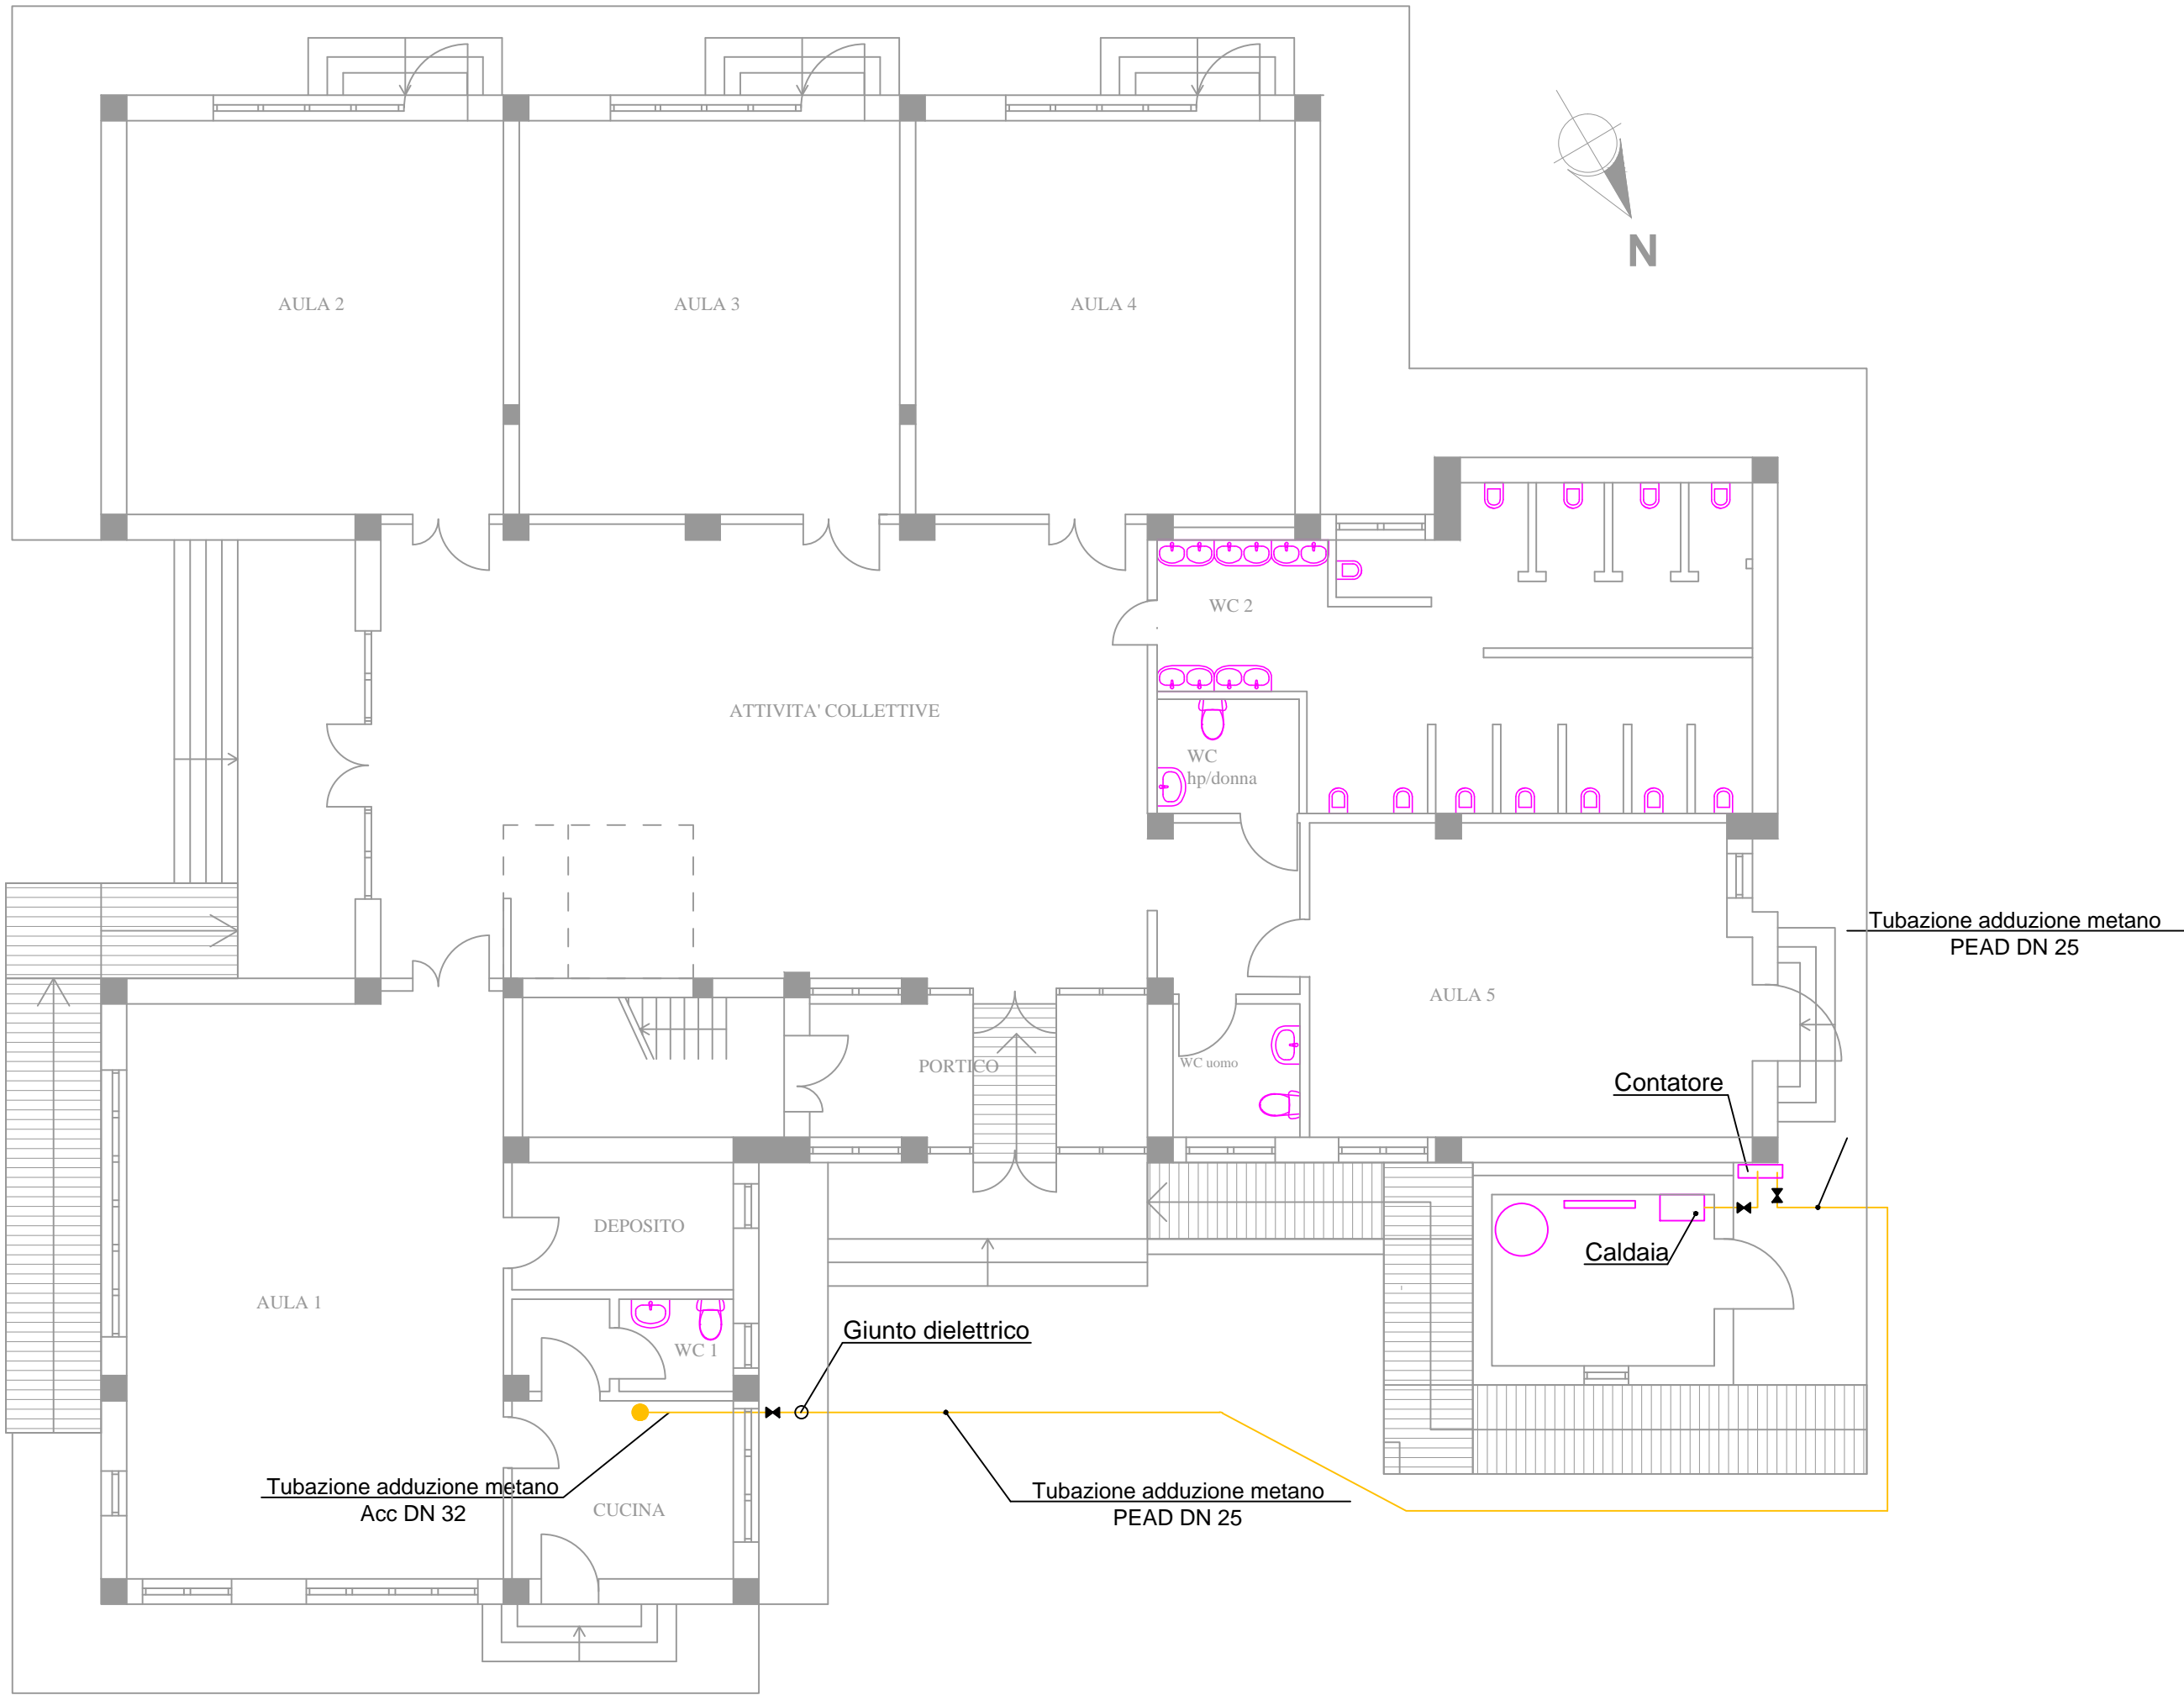 N
AULA 2
AULA 3
AULA 4
WC 2
ATTIVITA' COLLETTIVE
WC
hp/donna
Tubazione adduzione metano
PEAD DN 25
AULA 5
PORTICO
WC uomo
Contatore
DEPOSITO
Caldaia
AULA 1
Giunto dielettrico
WC 1
Tubazione adduzione metano
Acc DN 32
CUCINA
Tubazione adduzione metano
PEAD DN 25